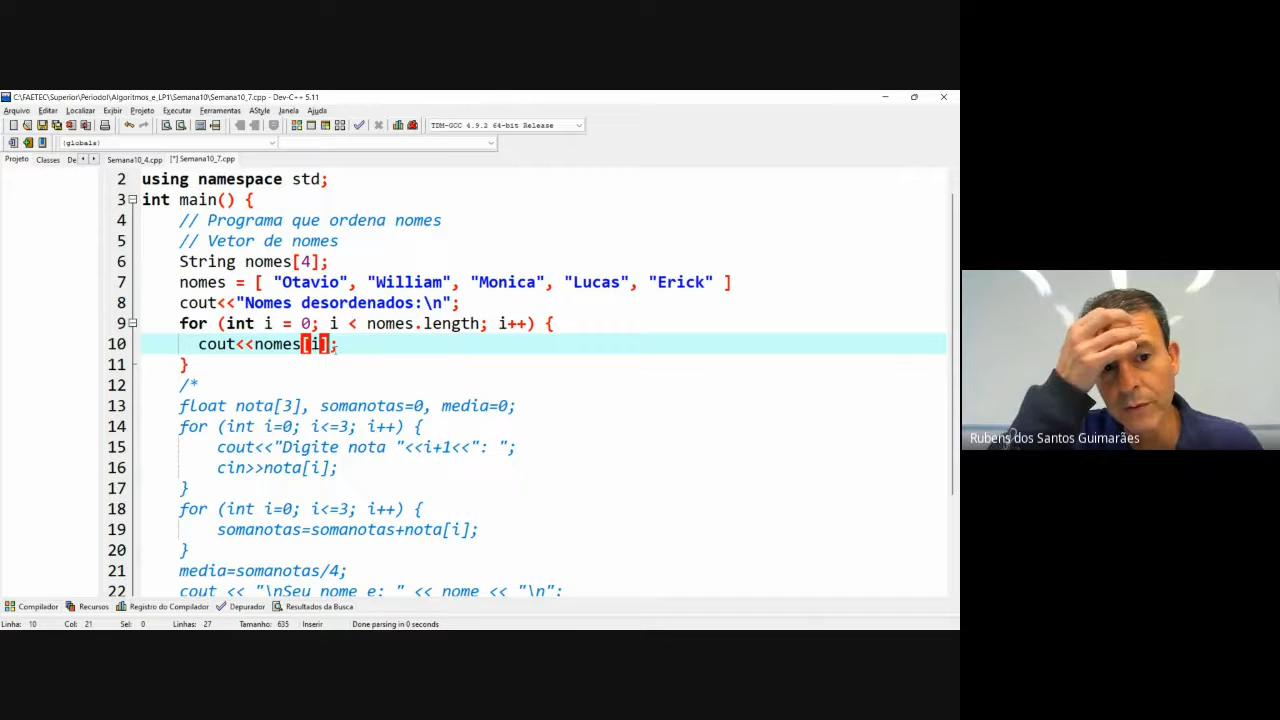 C:\FAETEC\Superior\PeriodoI\Algoritmos_e_LP1\Semana10\Semana10_7.cpp - Dev-C++ 5.11
Arquivo Editar Localizar Exibir Projeto Executar Ferramentas AStyle Janela Ajuda
TDM-GCC 4.9.2 64-bit Release
(globals)
Projeto Classes De Semana10_4.cpp [*] Semana10_7.cpp
2 using namespace std;
3 int main() {
4 // Programa que ordena nomes
5 // Vetor de nomes
6 String nomes[4];
7 nomes = [ "Otavio", "William", "Monica", "Lucas", "Erick" ]
8 cout<<"Nomes desordenados:\n";
9 for (int i = 0; i < nomes.length; i++) {
10 cout<<nomes[i];
11 }
12 /*
13 float nota[3], somanotas=0, media=0;
14 for (int i=0; i<=3; i++) {
15 cout<<"Digite nota "<<i+1<<": ";
16 cin>>nota[i];
17 }
18 for (int i=0; i<=3; i++) {
19 somanotas=somanotas+nota[i];
20 }
21 media=somanotas/4;
22 cout << "\nSeu nome e: " << nome << "\n";
Compilador Recursos Registro do Compilador Depurador Resultados da Busca
Linha: 10 Col: 21 Sel: 0 Linhas: 27 Tamanho: 635 Inserir Done parsing in 0 seconds
Rubens dos Santos Guimarães